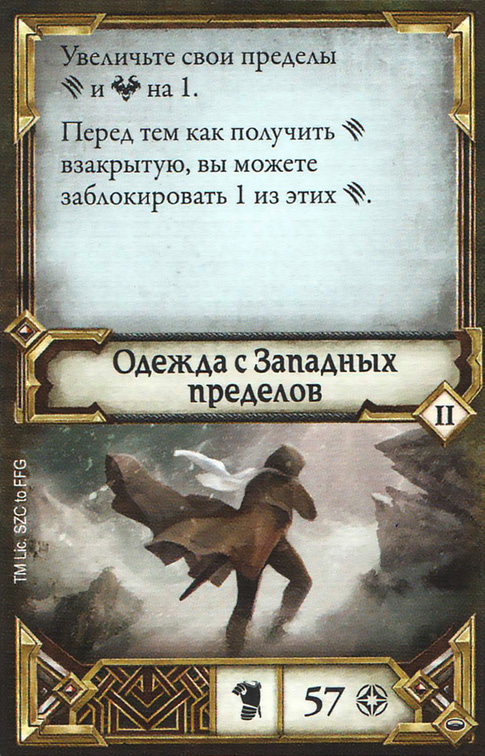 Увеличьте свои пределы
и на 1.
Перед тем как получить
взакрытую, вы можете
заблокировать 1 из этих .
Одежда с Западных
пределов
II
TM Lic. SZC to FFG
57